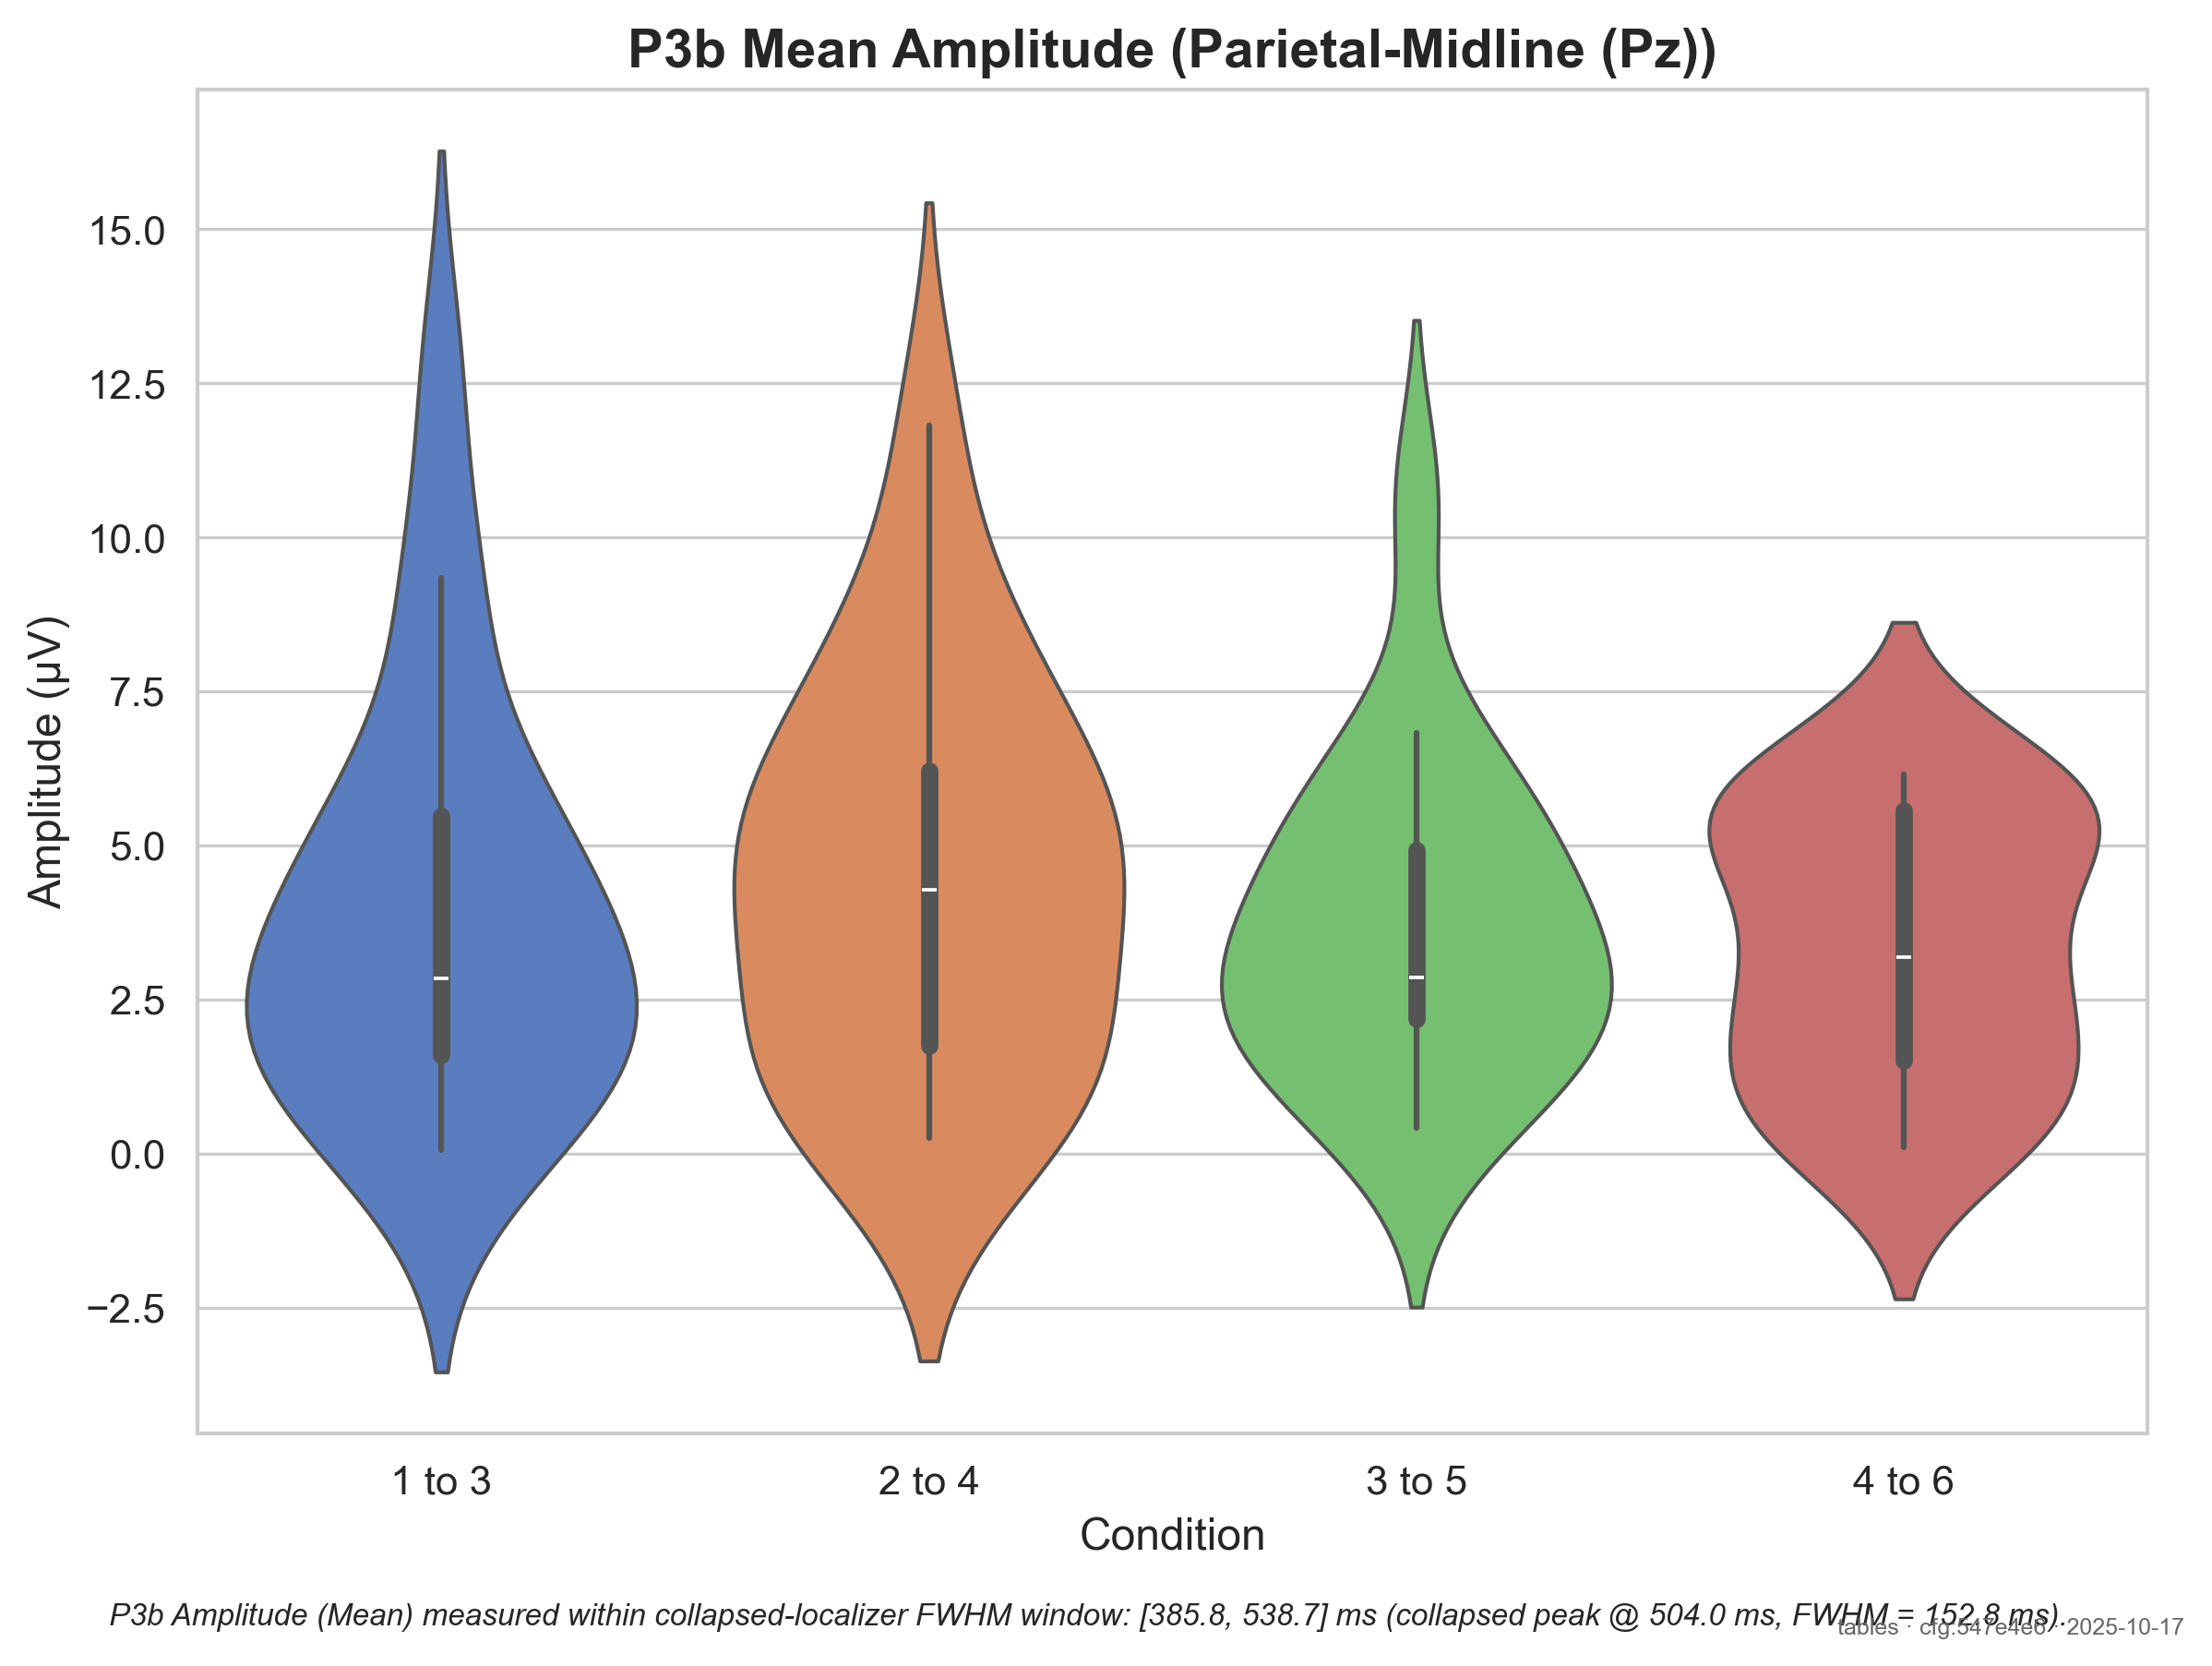 P3b Mean Amplitude (Parietal-Midline (Pz))
15.0
12.5
10.0
7.5
5.0
2.5
0.0
−2.5
Amplitude (µV)
1 to 3
2 to 4
3 to 5
4 to 6
Condition
P3b Amplitude (Mean) measured within collapsed-localizer FWHM window: [385.8, 538.7] ms (collapsed peak @ 504.0 ms, FWHM = 152.8 ms).
tables · cfg:547e4e6 · 2025-10-17